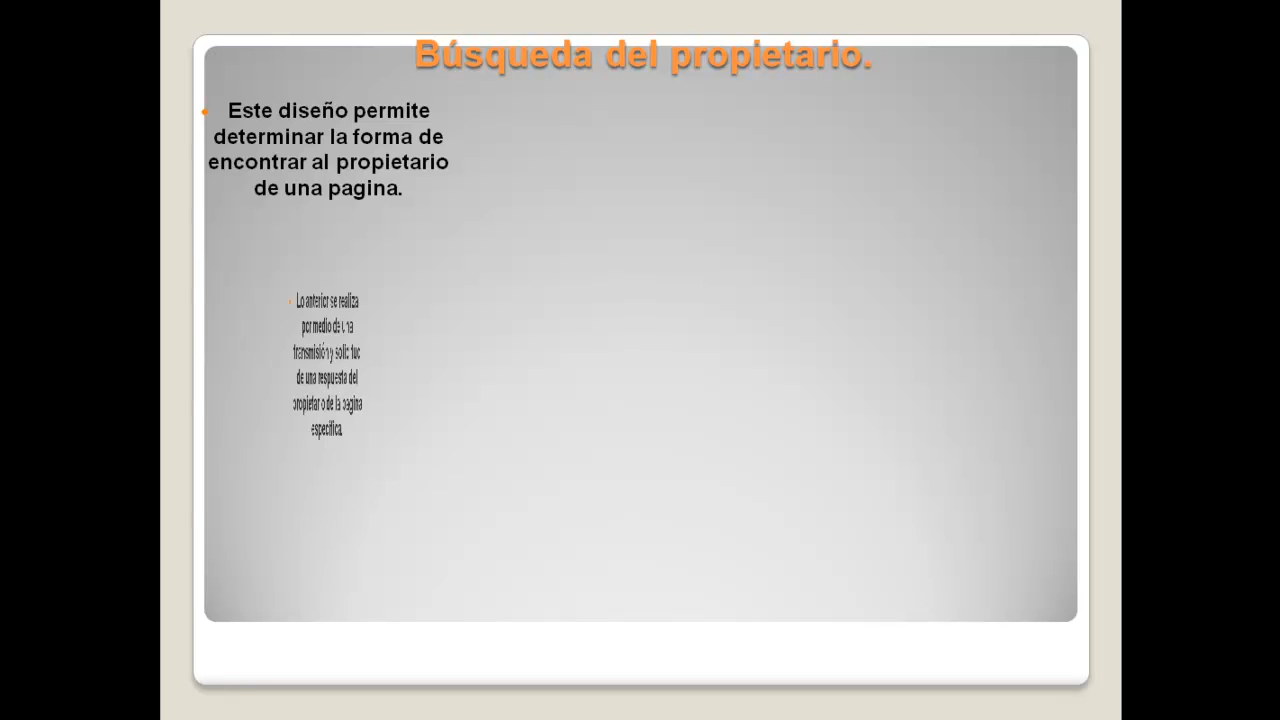 Búsqueda del propietario.
Este diseño permite
determinar la forma de
encontrar al propietario
de una pagina.
Lo anterior se realiza
por medio de una
transmisión y solicitud
de una respuesta del
propietario de la pagina
especifica.